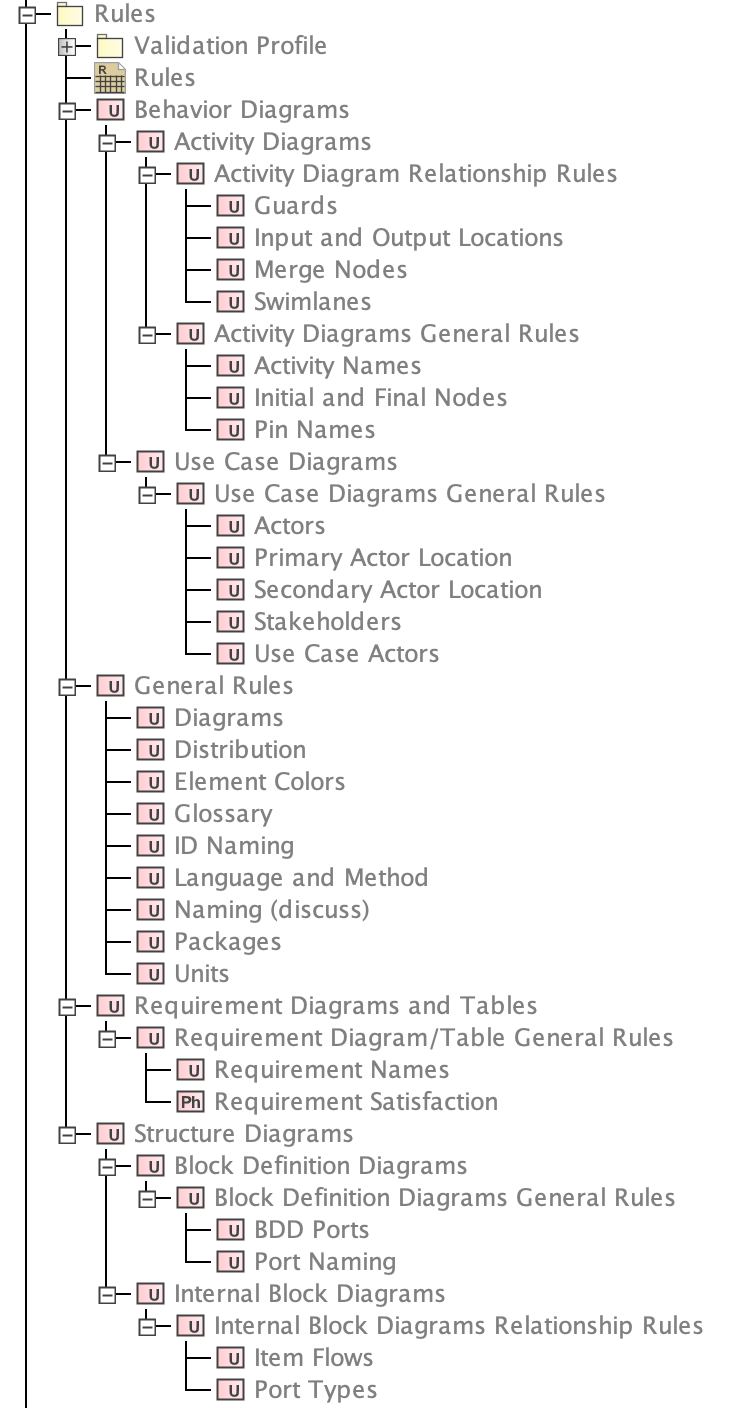 Rules
Validation Profile
R Rules
U Behavior Diagrams
U Activity Diagrams
U Activity Diagram Relationship Rules
U Guards
U Input and Output Locations
U Merge Nodes
U Swimlanes
U Activity Diagrams General Rules
U Activity Names
U Initial and Final Nodes
U Pin Names
U Use Case Diagrams
U Use Case Diagrams General Rules
U Actors
U Primary Actor Location
U Secondary Actor Location
U Stakeholders
U Use Case Actors
U General Rules
U Diagrams
U Distribution
U Element Colors
U Glossary
U ID Naming
U Language and Method
U Naming (discuss)
U Packages
U Units
U Requirement Diagrams and Tables
U Requirement Diagram/Table General Rules
U Requirement Names
Ph Requirement Satisfaction
U Structure Diagrams
U Block Definition Diagrams
U Block Definition Diagrams General Rules
U BDD Ports
U Port Naming
U Internal Block Diagrams
U Internal Block Diagrams Relationship Rules
U Item Flows
U Port Types